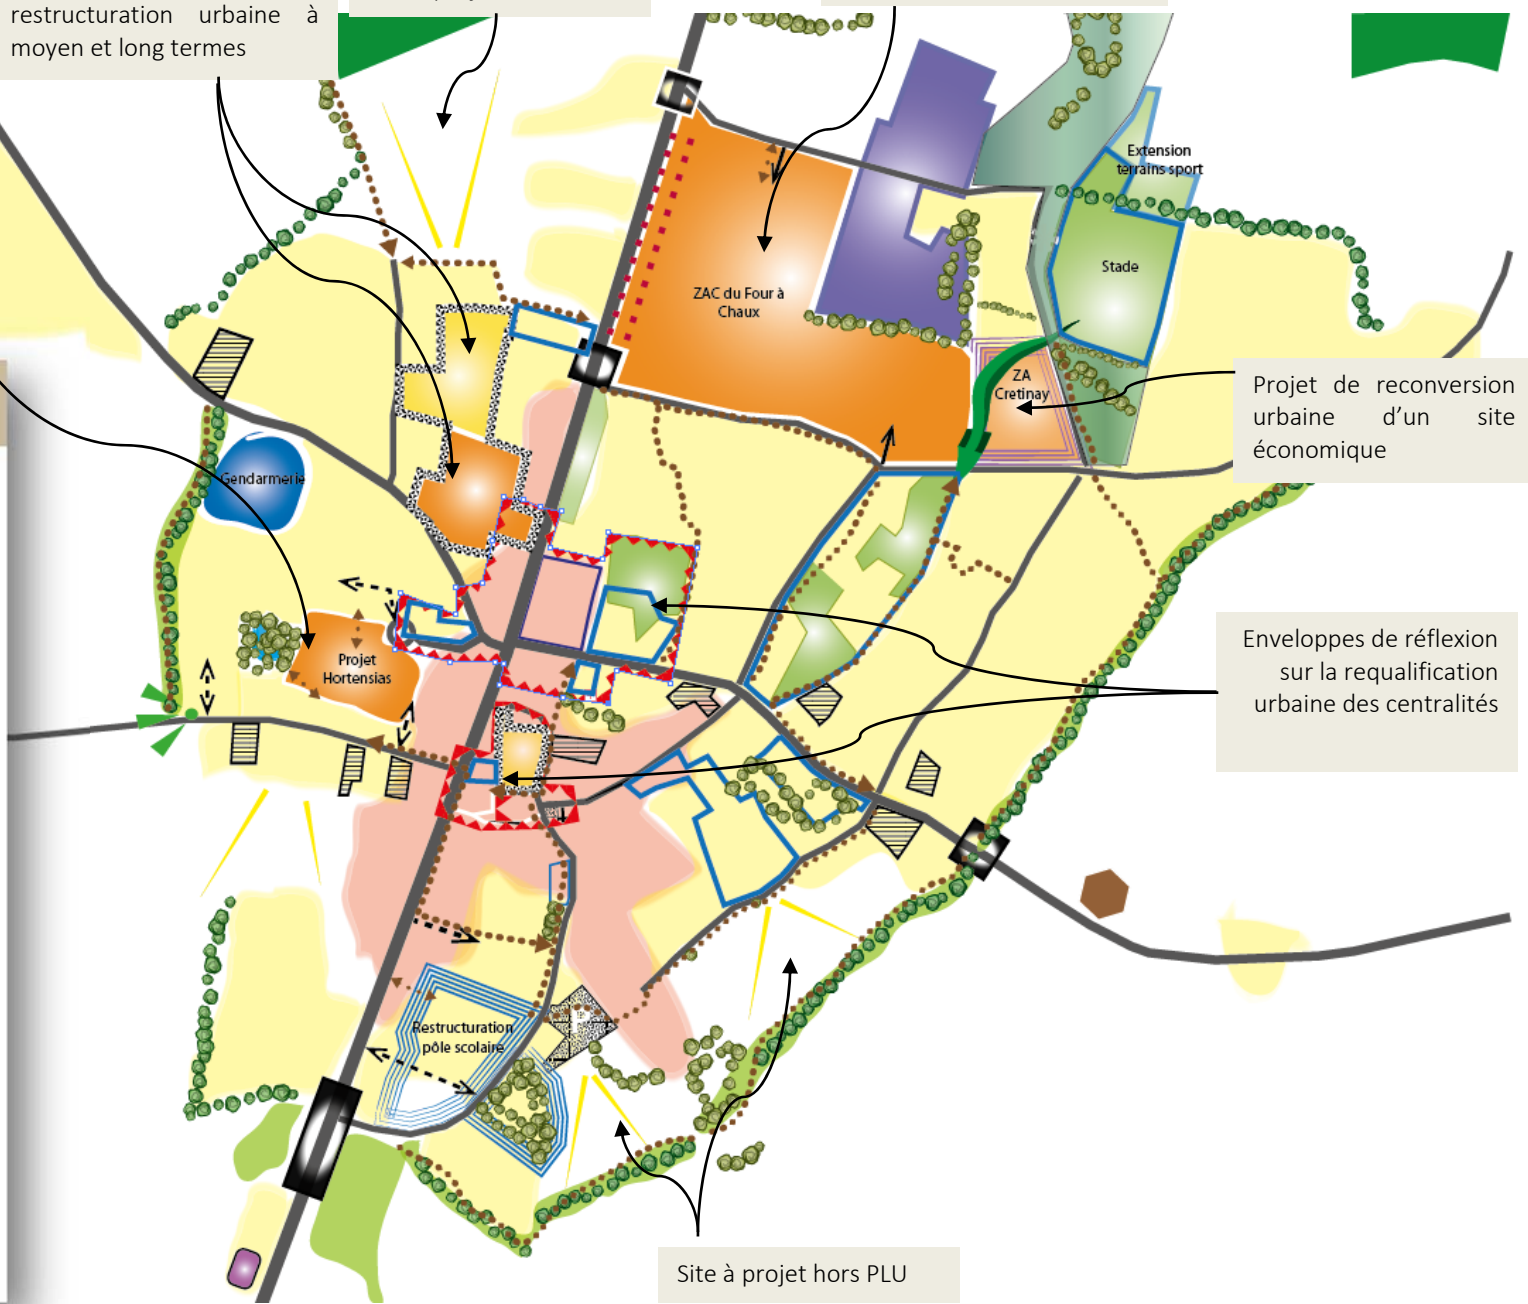 restructuration urbaine à
moyen et long termes
Extension
terrains sport
Stade
ZAC du Four à
Chaux
ZA
Cretinay
Projet de reconversion
urbaine d'un site
économique
Gendarmerie
Projet
Hortensias
Enveloppes de réflexion
sur la requalification
urbaine des centralités
Restructuration
pôle scolaire
Site à projet hors PLU